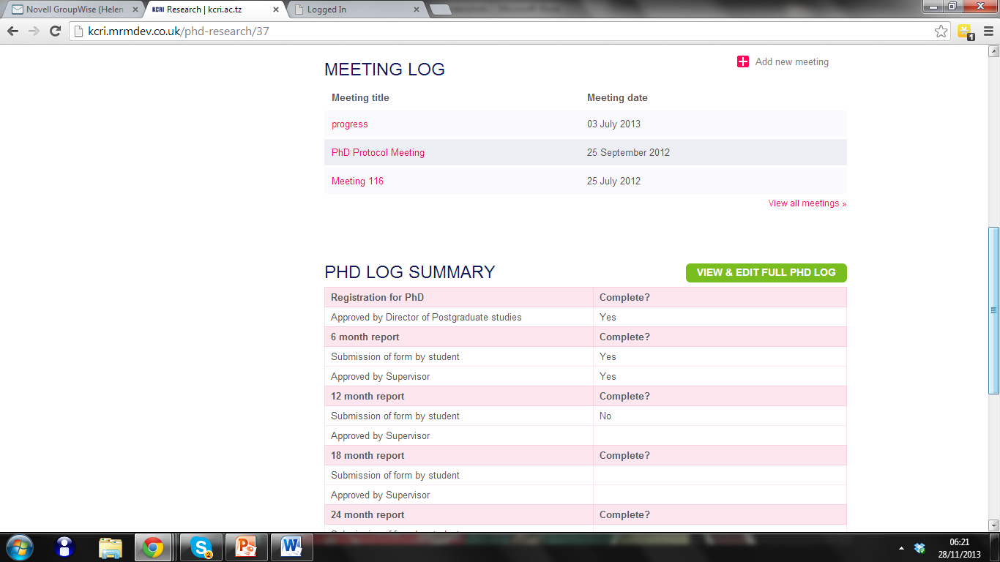 Novell GroupWise (Helen
KCRI Research | kcri.ac.tz
Logged In
kcri.mrmdev.co.uk/phd-research/37
1
MEETING LOG
Add new meeting
Meeting title Meeting date
progress 03 July 2013
PhD Protocol Meeting 25 September 2012
Meeting 116 25 July 2012
View all meetings »
PHD LOG SUMMARY
VIEW & EDIT FULL PHD LOG
Registration for PhD Complete?
Approved by Director of Postgraduate studies Yes
6 month report Complete?
Submission of form by student Yes
Approved by Supervisor Yes
12 month report Complete?
Submission of form by student No
Approved by Supervisor
18 month report Complete?
Submission of form by student
Approved by Supervisor
24 month report Complete?
2
06:21
28/11/2013